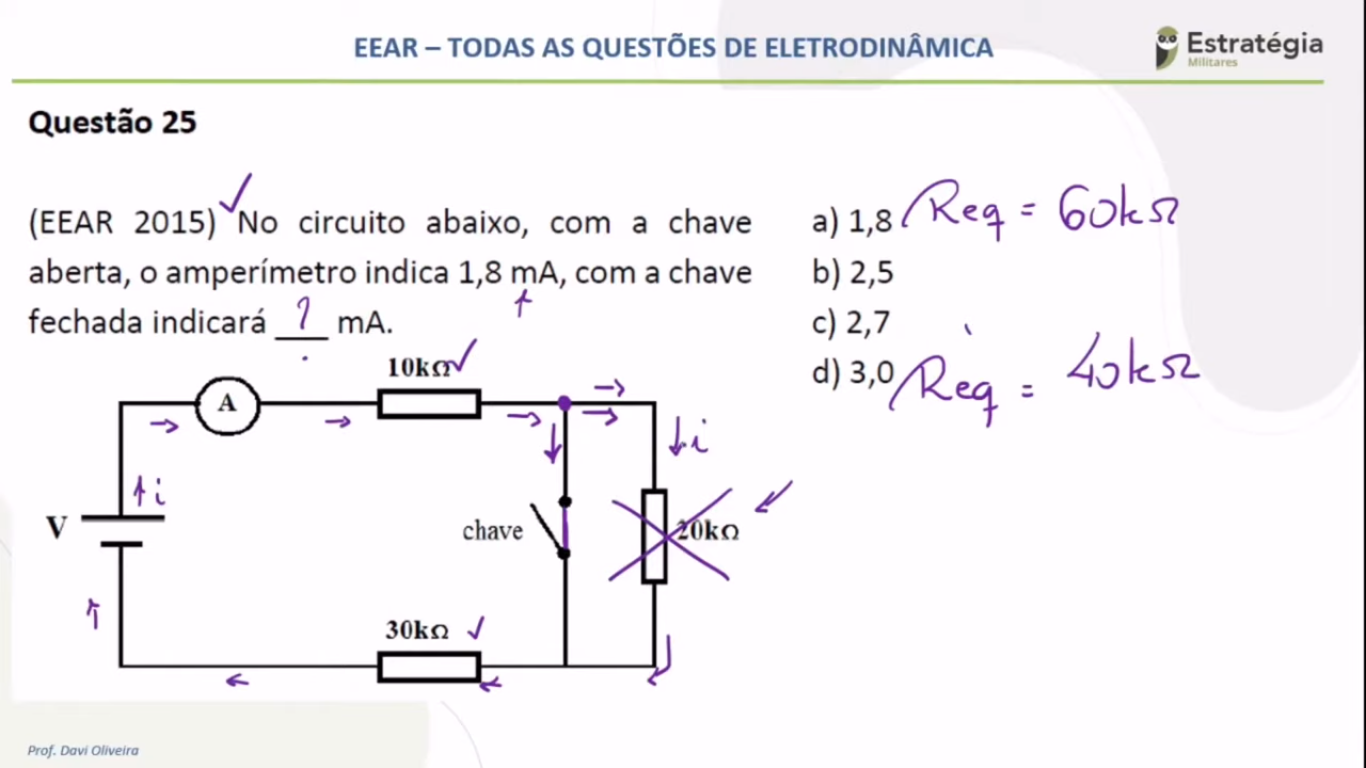 EEAR – TODAS AS QUESTÕES DE ELETRODINÂMICA
Estratégia
Militares
Questão 25
(EEAR 2015) No circuito abaixo, com a chave
aberta, o amperímetro indica 1,8 mA, com a chave
fechada indicará ? mA.
a) 1,8
b) 2,5
c) 2,7
d) 3,0
Req = 60kΩ
Req = 40kΩ
10kΩ
A
i
i
V
chave
20kΩ
30kΩ
Prof. Davi Oliveira